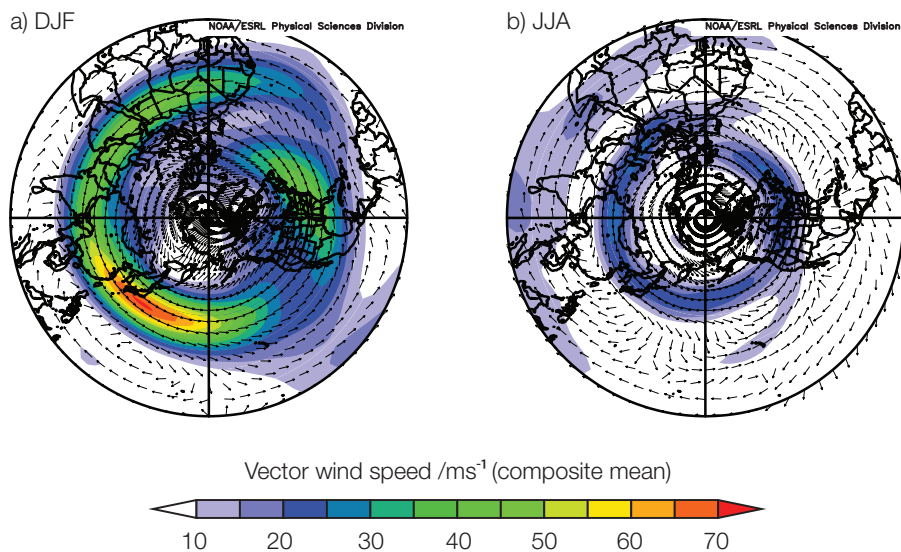 a) DJF
NOAA/ESRL Physical Sciences Division
b) JJA
NOAA/ESRL Physical Sciences Division
Vector wind speed /ms⁻¹ (composite mean)
10 20 30 40 50 60 70